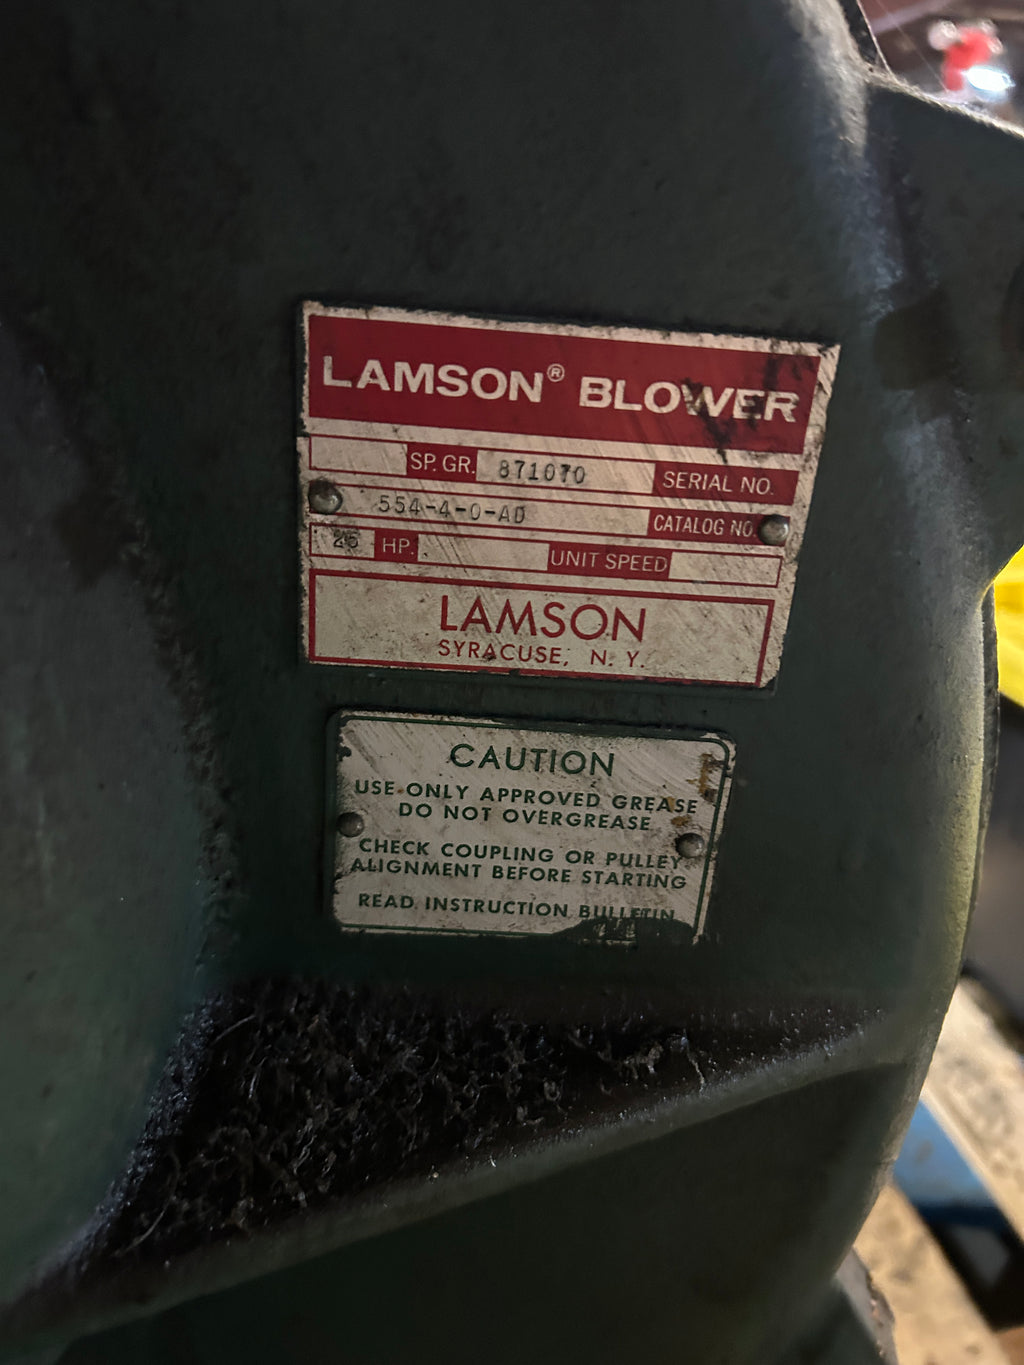 LAMSON® BLOWER
SP. GR. 871070 SERIAL NO.
554-4-0-AD CATALOG NO.
25 HP. UNIT SPEED
LAMSON
SYRACUSE, N. Y.
CAUTION
USE ONLY APPROVED GREASE
DO NOT OVERGREASE
CHECK COUPLING OR PULLEY
ALIGNMENT BEFORE STARTING
READ INSTRUCTION BULLETIN